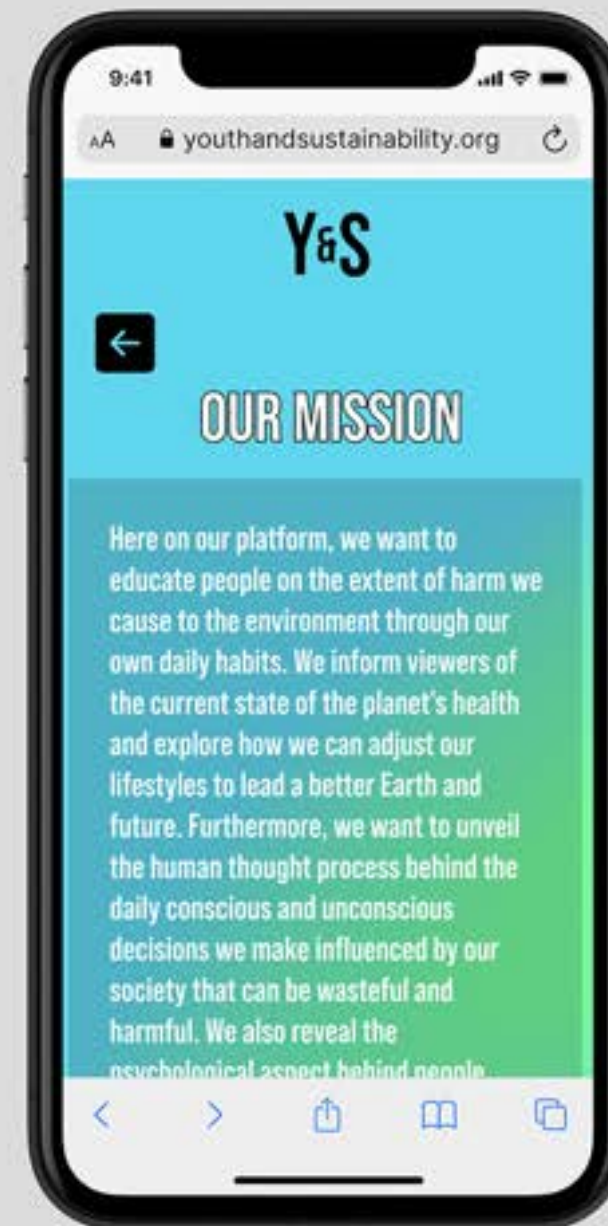 9:41
AA youthandsustainability.org
Y&S
OUR MISSION
Here on our platform, we want to
educate people on the extent of harm we
cause to the environment through our
own daily habits. We inform viewers of
the current state of the planet's health
and explore how we can adjust our
lifestyles to lead a better Earth and
future. Furthermore, we want to unveil
the human thought process behind the
daily conscious and unconscious
decisions we make influenced by our
society that can be wasteful and
harmful. We also reveal the
psychological aspect behind people